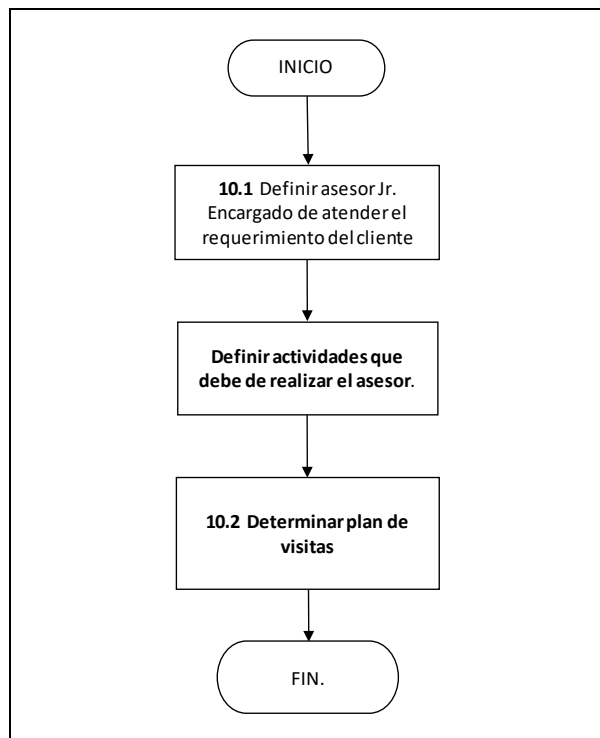 INICIO
10.1 Definir asesor Jr.
Encargado de atender el
requerimiento del cliente
Definir actividades que
debe de realizar el asesor.
10.2 Determinar plan de
visitas
FIN.